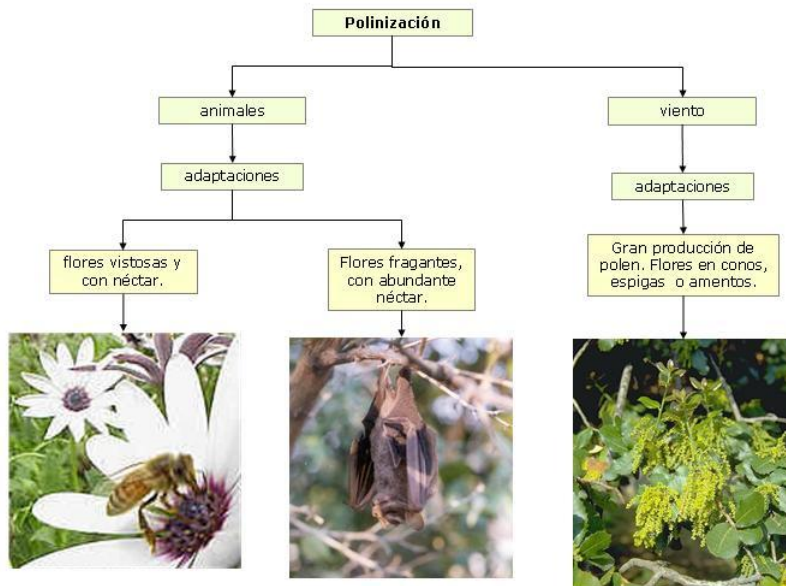 Polinización
animales
viento
adaptaciones
adaptaciones
flores vistosas y
con néctar.
Flores fragantes,
con abundante
néctar.
Gran producción de
polen. Flores en conos,
espigas o amentos.